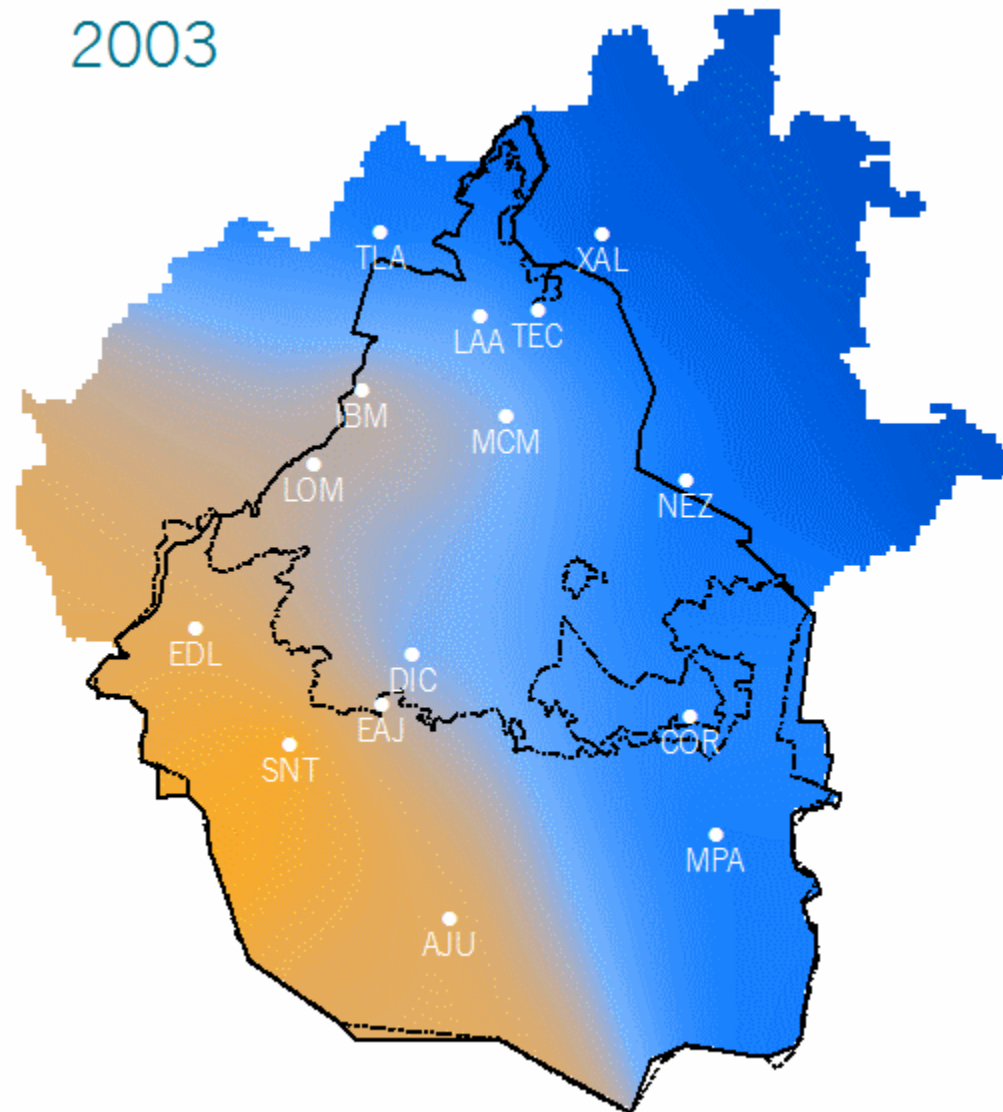 2003
TLA
XAL
LAA
TEC
IBM
MCM
LOM
NEZ
EDL
DIC
EAJ
SNT
COR
MPA
AJU